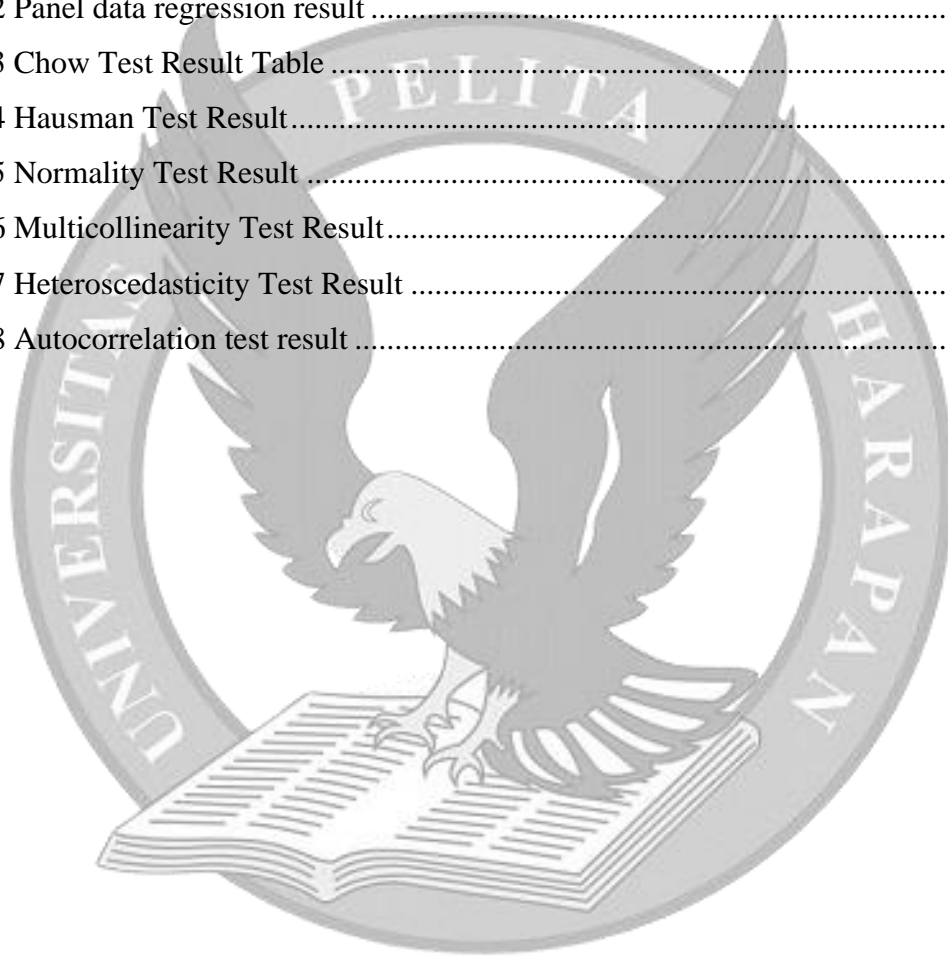 2 Panel data regression result ........................................................................
3 Chow Test Result Table ................................................................................
4 Hausman Test Result......................................................................................
5 Normality Test Result ...................................................................................
6 Multicollinearity Test Result..........................................................................
7 Heteroscedasticity Test Result ......................................................................
8 Autocorrelation test result .............................................................................
UNIVERSITAS PELITA HARAPAN